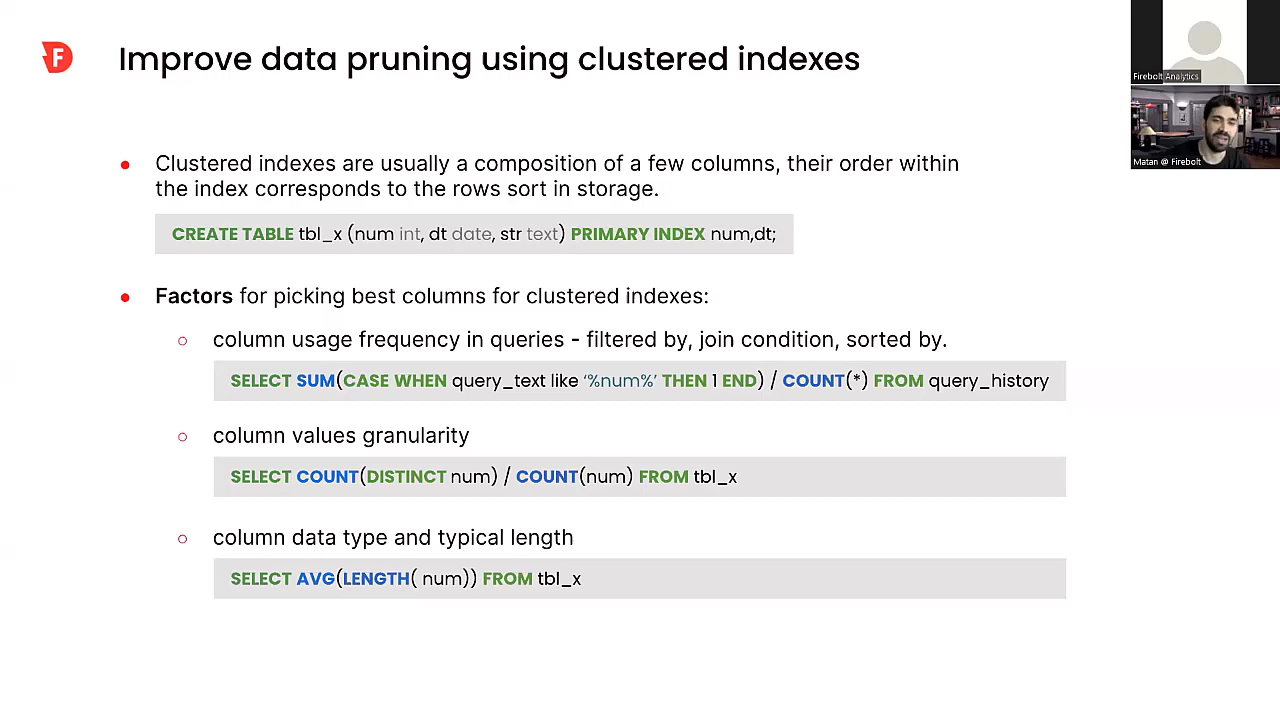 F
Improve data pruning using clustered indexes
Firebolt Analytics
Matan @ Firebolt
● Clustered indexes are usually a composition of a few columns, their order within
the index corresponds to the rows sort in storage.
CREATE TABLE tbl_x (num int, dt date, str text) PRIMARY INDEX num,dt;
● Factors for picking best columns for clustered indexes:
○ column usage frequency in queries - filtered by, join condition, sorted by.
SELECT SUM(CASE WHEN query_text like ‘%num%’ THEN 1 END) / COUNT(*) FROM query_history
○ column values granularity
SELECT COUNT(DISTINCT num) / COUNT(num) FROM tbl_x
○ column data type and typical length
SELECT AVG(LENGTH( num)) FROM tbl_x